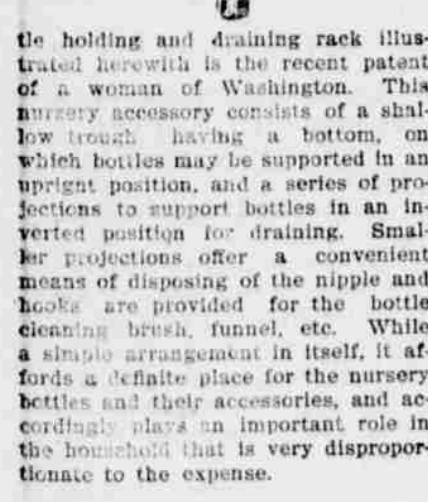 tle holding and draining rack illus-
trated herewith is the recent patent
of a woman of Washington. This
nursery accessory consists of a shal-
low trough having a bottom, on
which bottles may be supported in an
upright position, and a series of pro-
jections to support bottles in an in-
verted position for draining. Smal-
ler projections offer a convenient
means of disposing of the nipple and
hooks are provided for the bottle
cleaning brush, funnel, etc. While
a simple arrangement in itself, it af-
fords a definite place for the nursery
bottles and their accessories, and ac-
cordingly plays an important role in
the household that is very dispropor-
tionate to the expense.